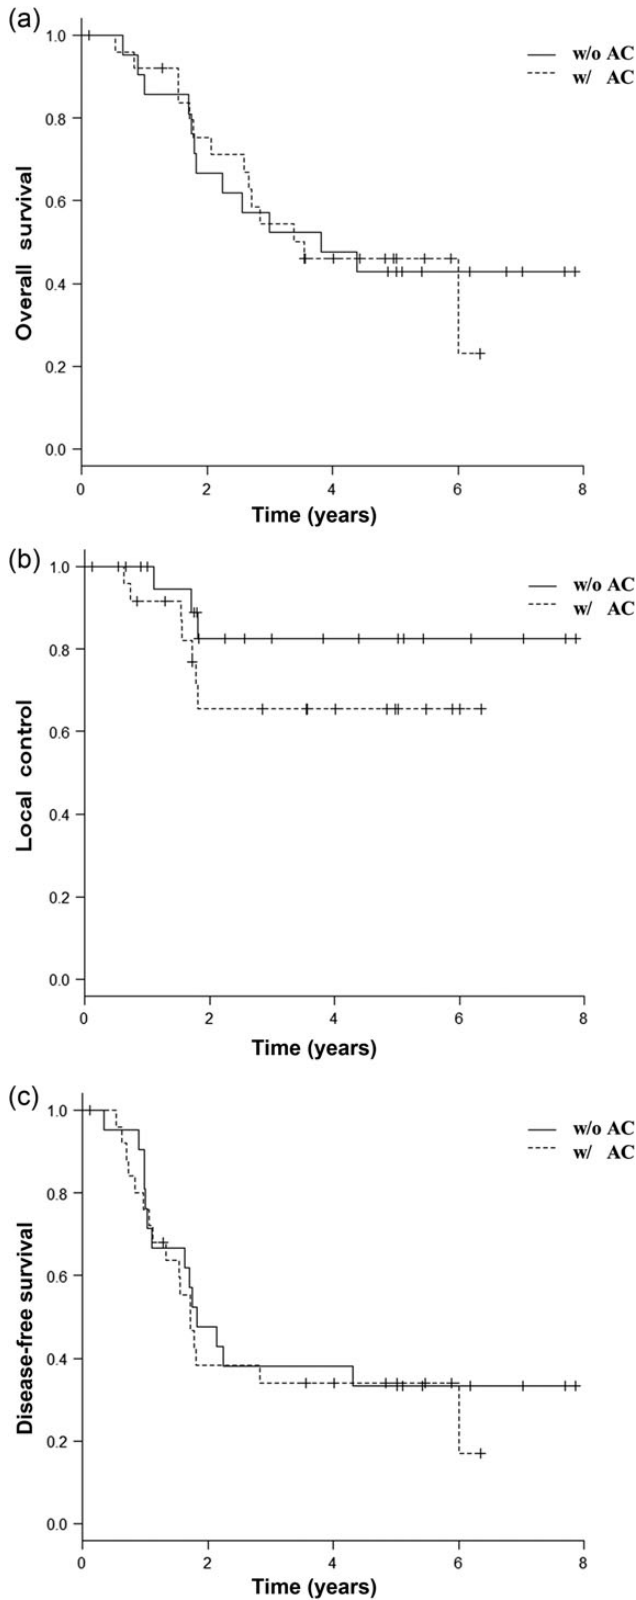 (a)
w/o AC
w/ AC
1.0
0.8
0.6
0.4
0.2
0.0
Overall survival
0 2 4 6 8
Time (years)
(b)
w/o AC
w/ AC
1.0
0.8
0.6
0.4
0.2
0.0
Local control
0 2 4 6 8
Time (years)
(c)
w/o AC
w/ AC
1.0
0.8
0.6
0.4
0.2
0.0
Disease-free survival
0 2 4 6 8
Time (years)